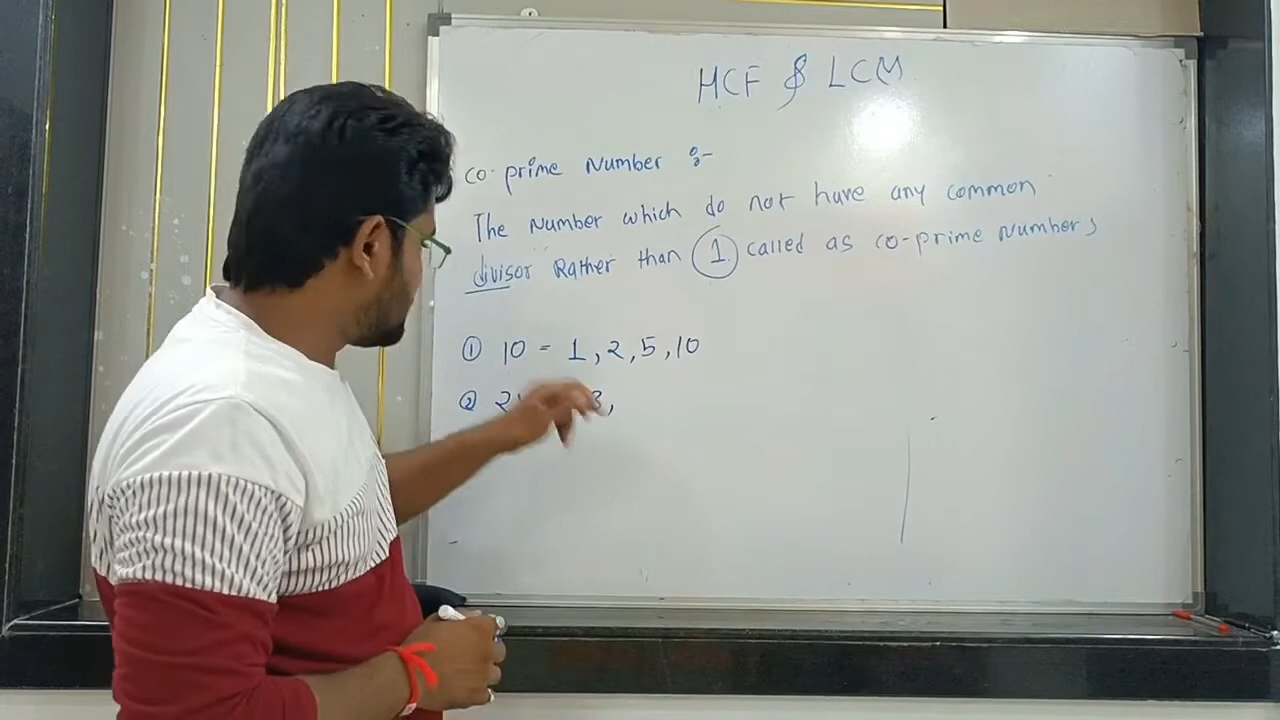 HCF & LCM
co-prime Number :-
The Number which do not have any common
divisor Rather than 1 called as co-prime Numbers
① 10 = 1, 2, 5, 10
② 3,